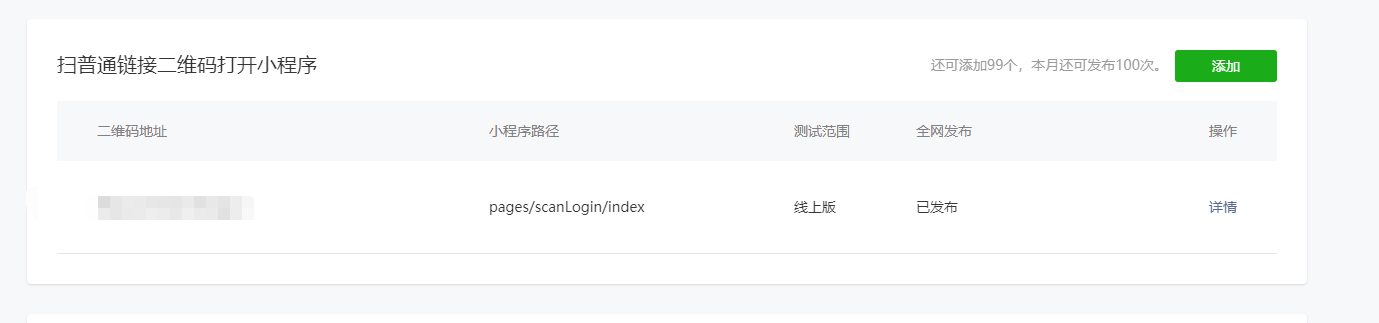 扫普通链接二维码打开小程序 还可添加99个，本月还可发布100次。 添加
二维码地址 小程序路径 测试范围 全网发布 操作
pages/scanLogin/index 线上版 已发布 详情